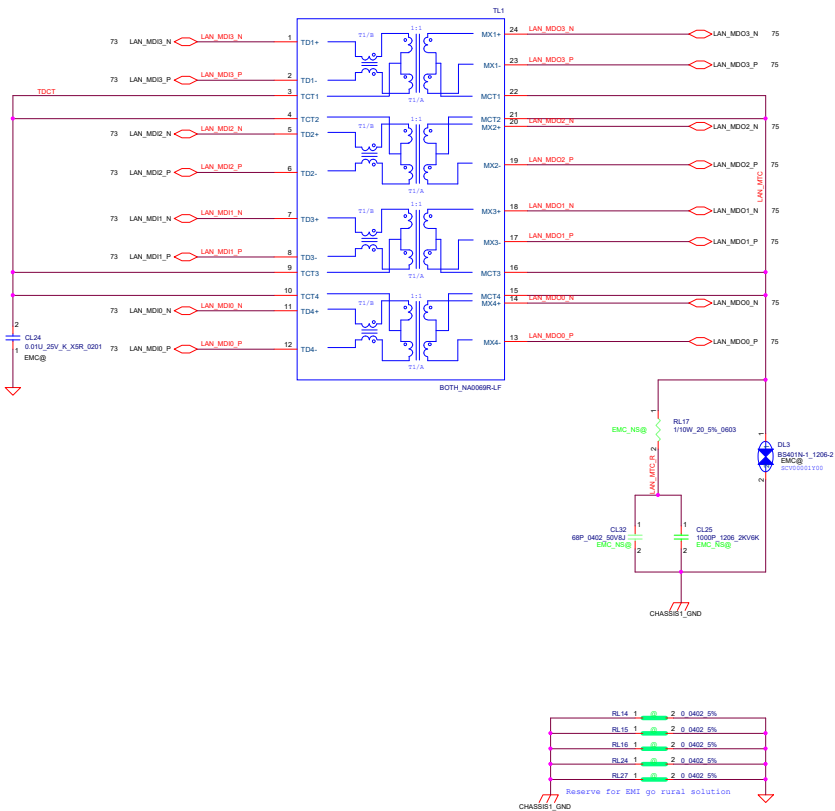 TL1
73 LAN_MDI3_N LAN_MDI3_N 1 TD1+ T1/B 1:1 MX1+ 24 LAN_MDO3_N LAN_MDO3_N 75
73 LAN_MDI3_P LAN_MDI3_P 2 TD1- MX1- 23 LAN_MDO3_P LAN_MDO3_P 75
TDCT 3 TCT1 T1/A MCT1 22
4 TCT2 1:1 MCT2 21
73 LAN_MDI2_N LAN_MDI2_N 5 TD2+ T1/B MX2+ 20 LAN_MDO2_N LAN_MDO2_N 75
73 LAN_MDI2_P LAN_MDI2_P 6 TD2- T1/A MX2- 19 LAN_MDO2_P LAN_MDO2_P 75
LAN_MTC
73 LAN_MDI1_N LAN_MDI1_N 7 TD3+ T1/B 1:1 MX3+ 18 LAN_MDO1_N LAN_MDO1_N 75
73 LAN_MDI1_P LAN_MDI1_P 8 TD3- MX3- 17 LAN_MDO1_P LAN_MDO1_P 75
9 TCT3 T1/A MCT3 16
10 TCT4 1:1 MCT4 15
73 LAN_MDI0_N LAN_MDI0_N 11 TD4+ T1/B MX4+ 14 LAN_MDO0_N LAN_MDO0_N 75
73 LAN_MDI0_P LAN_MDI0_P 12 TD4- T1/A MX4- 13 LAN_MDO0_P LAN_MDO0_P 75
BOTH_NA0069R-LF
2
CL24
0.01U_25V_K_X5R_0201
1
EMC@
1
RL17
EMC_NS@
1/10W_20_5%_0603
2
LAN_MTC_R
1
DL3
BS401N-1_1206-2
EMC@
SCV00001Y00
2
1
CL32
68P_0402_50V8J
EMC_NS@
2
1
CL25
1000P_1206_2KV6K
EMC_NS@
2
CHASSIS1_GND
RL14 1 @ 2 0_0402_5%
RL15 1 @ 2 0_0402_5%
RL16 1 @ 2 0_0402_5%
RL24 1 @ 2 0_0402_5%
RL27 1 @ 2 0_0402_5%
Reserve for EMI go rural solution
CHASSIS1_GND